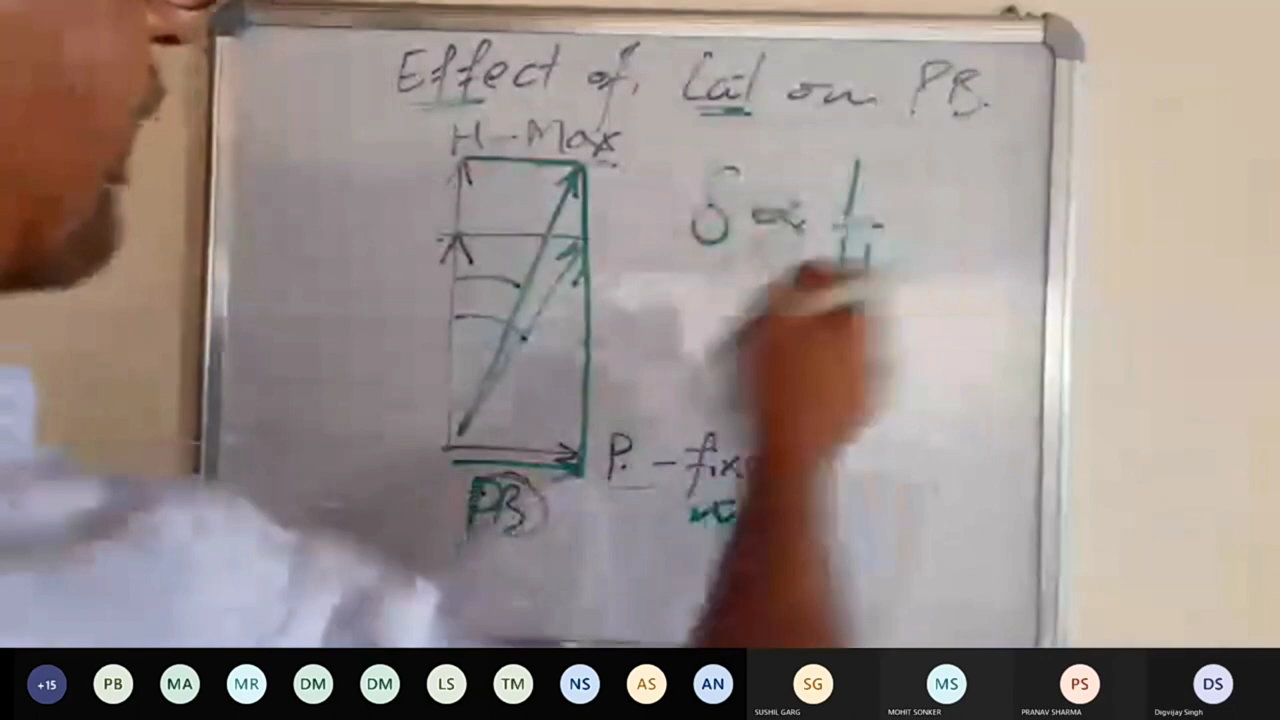 Effect of Lat on PB.
H - Max
δ ∝ 1/H
P. - fix
PB
+15 PB MA MR DM DM LS TM NS AS AN SG MS PS DS
SUSHIL GARG MOHIT SONKER PRANAV SHARMA Digvijay Singh